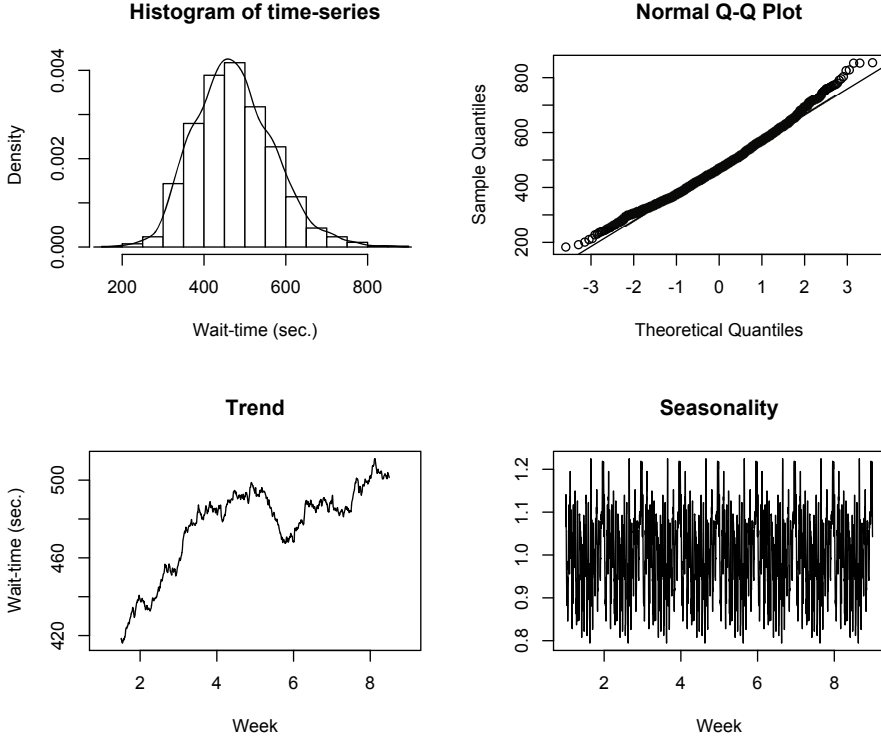 Histogram of time-series
Density
0.000 0.002 0.004
200 400 600 800
Wait-time (sec.)
Normal Q-Q Plot
Sample Quantiles
200 400 600 800
-3 -2 -1 0 1 2 3
Theoretical Quantiles
Trend
Wait-time (sec.)
420 460 500
2 4 6 8
Week
Seasonality
0.8 0.9 1.0 1.1 1.2
2 4 6 8
Week